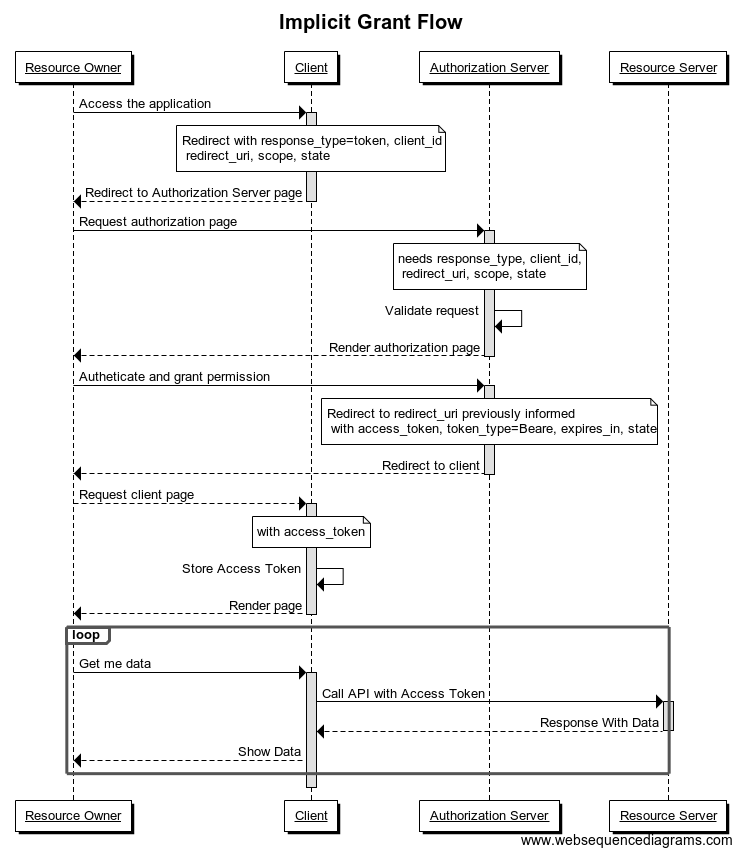 Implicit Grant Flow
Resource Owner
Client
Authorization Server
Resource Server
Access the application
Redirect with response_type=token, client_id
redirect_uri, scope, state
Redirect to Authorization Server page
Request authorization page
needs response_type, client_id,
redirect_uri, scope, state
Validate request
Render authorization page
Autheticate and grant permission
Redirect to redirect_uri previously informed
with access_token, token_type=Beare, expires_in, state
Redirect to client
Request client page
with access_token
Store Access Token
Render page
loop
Get me data
Call API with Access Token
Response With Data
Show Data
Resource Owner
Client
Authorization Server
Resource Server
www.websequencediagrams.com